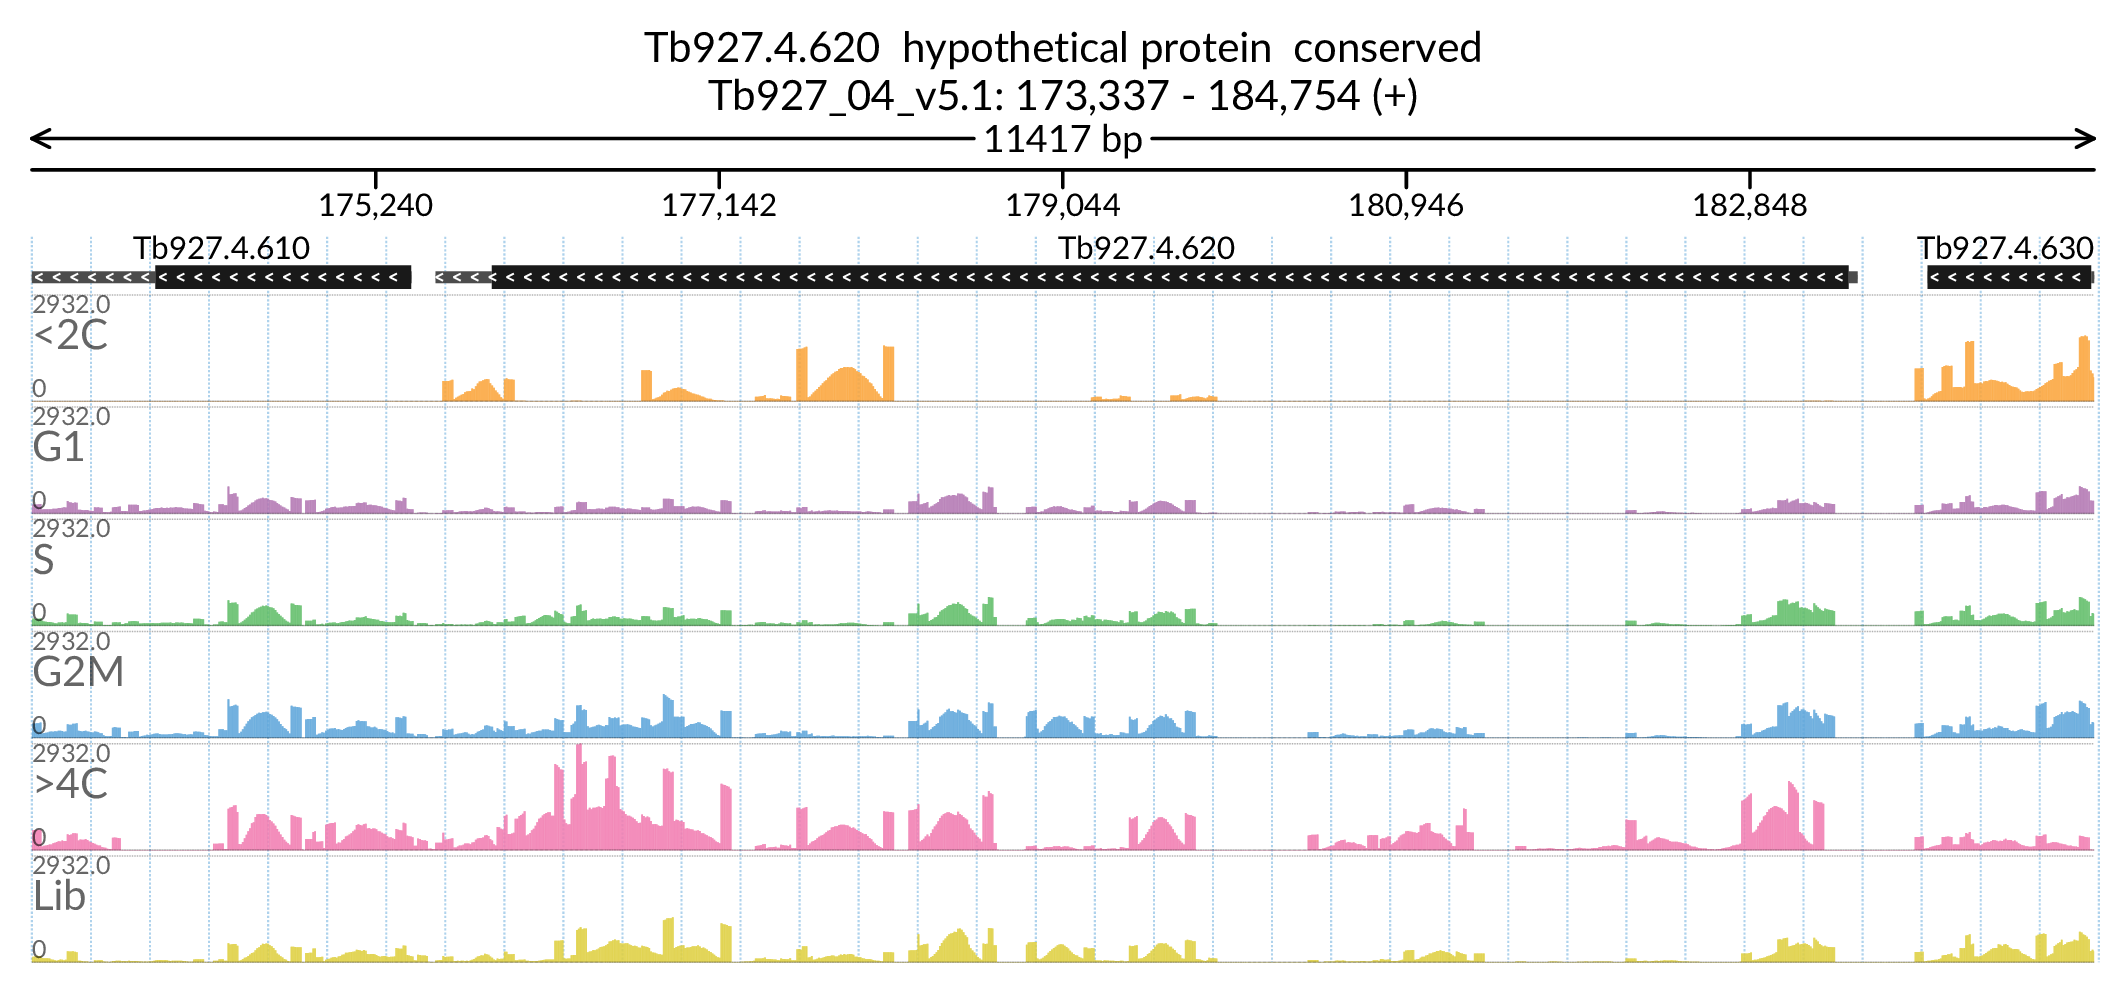 Tb927.4.620  hypothetical protein  conserved
Tb927_04_v5.1: 173,337 - 184,754 (+)
11417 bp
175,240 177,142 179,044 180,946 182,848
Tb927.4.610 Tb927.4.620 Tb927.4.630
2932.0
<2C
0
2932.0
G1
0
2932.0
S
0
2932.0
G2M
0
2932.0
>4C
0
2932.0
Lib
0